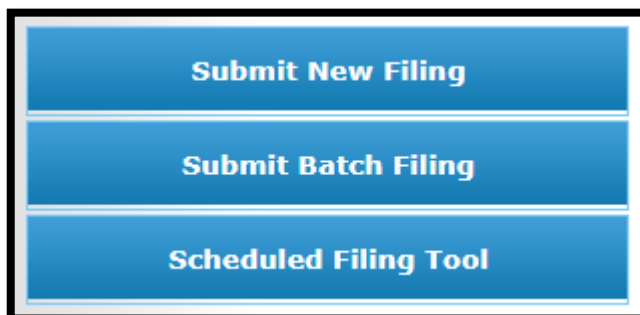 Submit New Filing
Submit Batch Filing
Scheduled Filing Tool